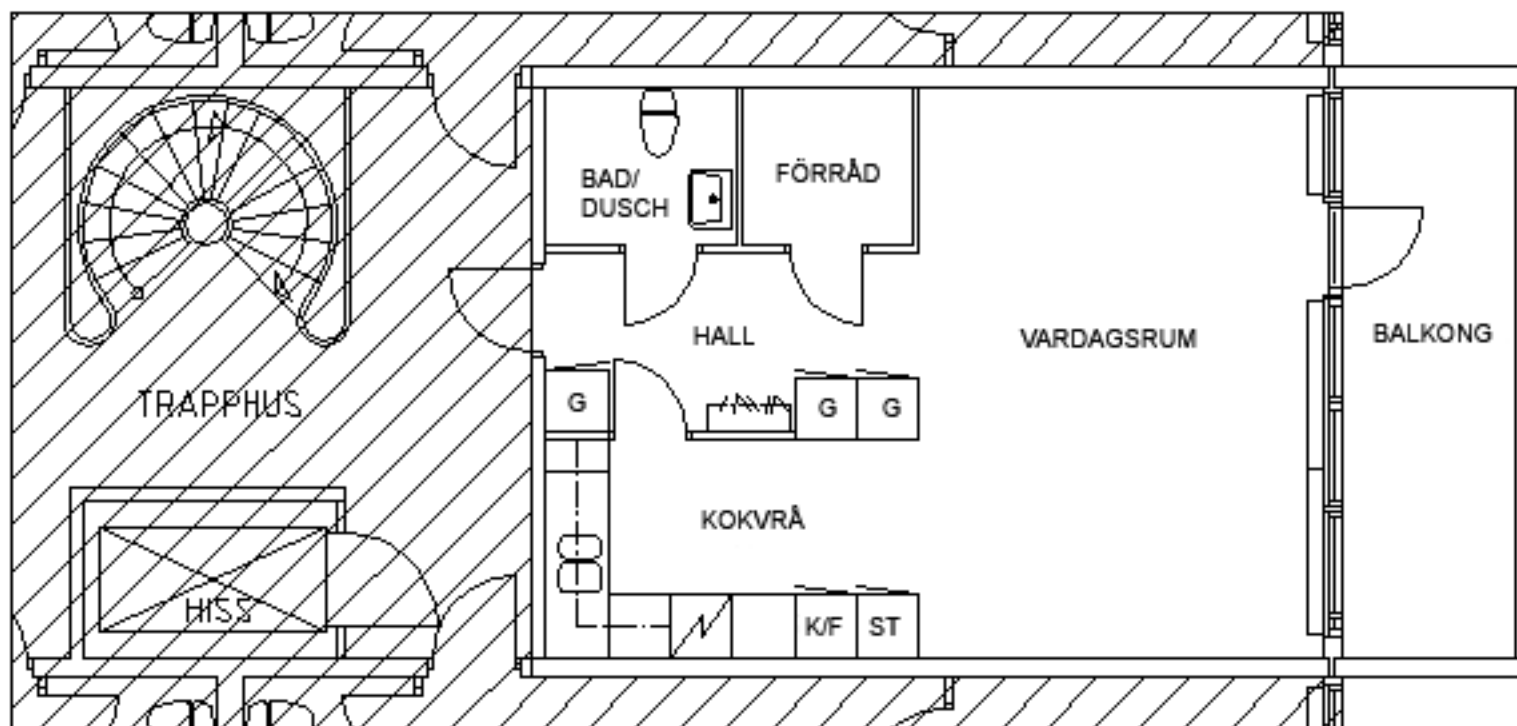 BAD/
DUSCH
FÖRRÅD
HALL
VARDAGSRUM
BALKONG
TRAPPHUS
G
G
G
KOKVRÅ
HISS
K/F
ST